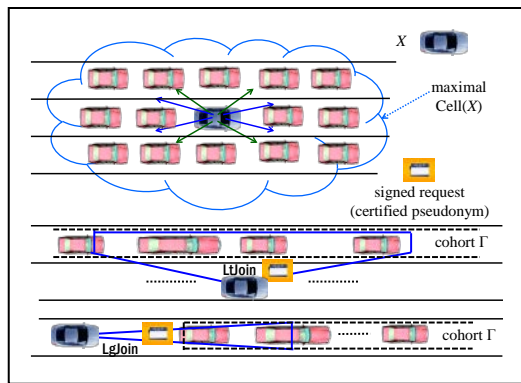 X
maximal
Cell(X)
signed request
(certified pseudonym)
cohort Γ
LtJoin
cohort Γ
LgJoin